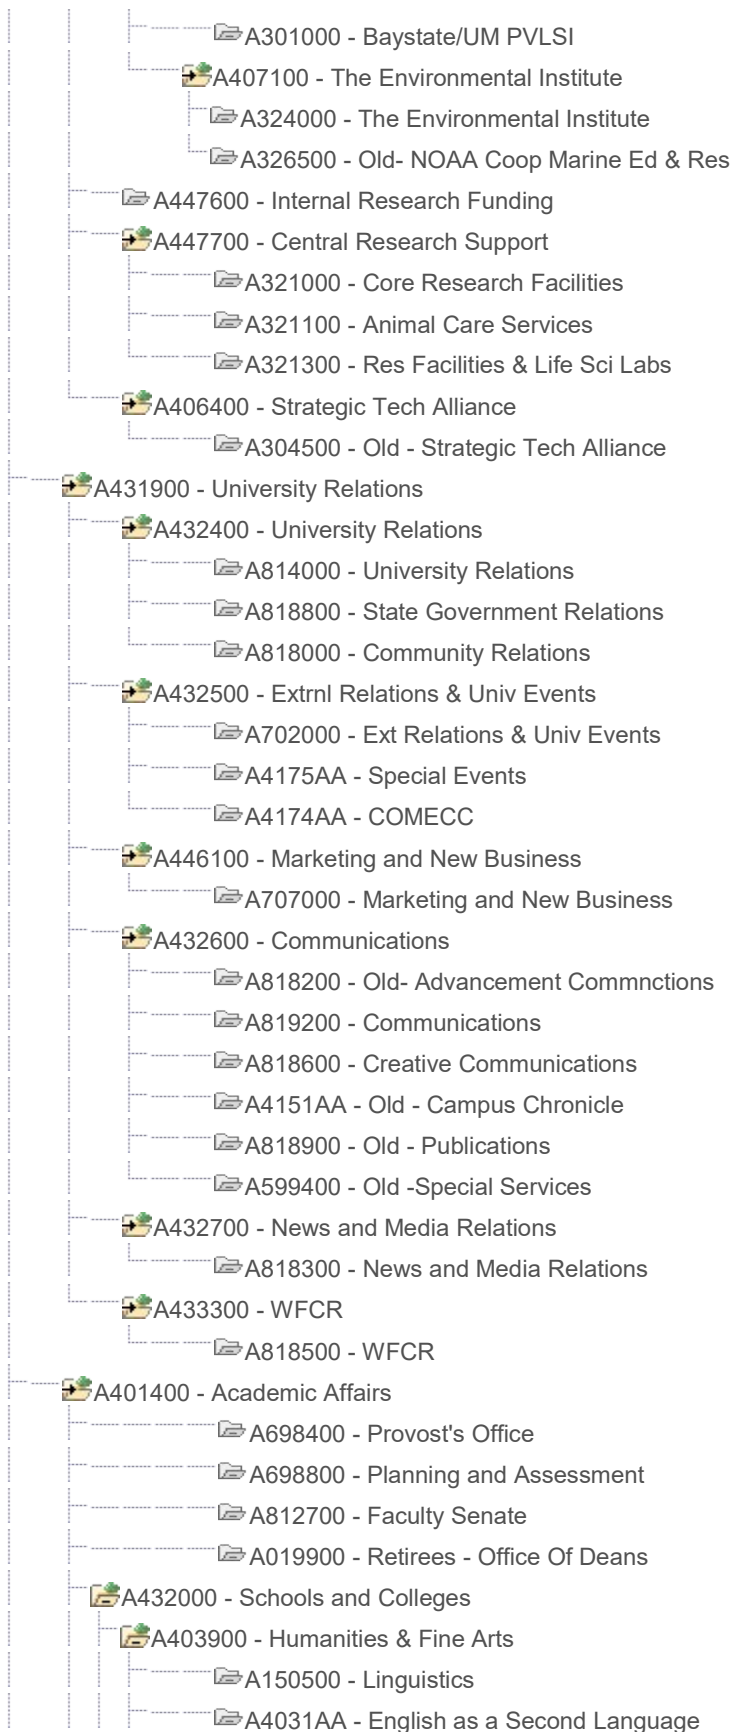 A301000 - Baystate/UM PVLSI
A407100 - The Environmental Institute
A324000 - The Environmental Institute
A326500 - Old- NOAA Coop Marine Ed & Res
A447600 - Internal Research Funding
A447700 - Central Research Support
A321000 - Core Research Facilities
A321100 - Animal Care Services
A321300 - Res Facilities & Life Sci Labs
A406400 - Strategic Tech Alliance
A304500 - Old - Strategic Tech Alliance
A431900 - University Relations
A432400 - University Relations
A814000 - University Relations
A818800 - State Government Relations
A818000 - Community Relations
A432500 - Extrnl Relations & Univ Events
A702000 - Ext Relations & Univ Events
A4175AA - Special Events
A4174AA - COMECC
A446100 - Marketing and New Business
A707000 - Marketing and New Business
A432600 - Communications
A818200 - Old- Advancement Commnctions
A819200 - Communications
A818600 - Creative Communications
A4151AA - Old - Campus Chronicle
A818900 - Old - Publications
A599400 - Old -Special Services
A432700 - News and Media Relations
A818300 - News and Media Relations
A433300 - WFCR
A818500 - WFCR
A401400 - Academic Affairs
A698400 - Provost's Office
A698800 - Planning and Assessment
A812700 - Faculty Senate
A019900 - Retirees - Office Of Deans
A432000 - Schools and Colleges
A403900 - Humanities & Fine Arts
A150500 - Linguistics
A4031AA - English as a Second Language